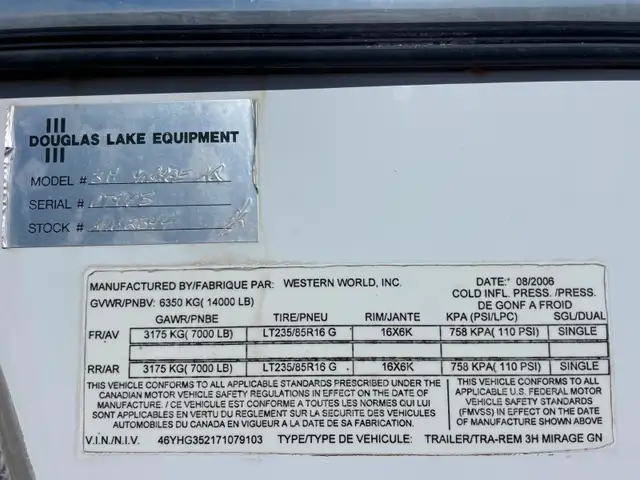 DOUGLAS LAKE EQUIPMENT
MODEL #
SERIAL #
STOCK #
MANUFACTURED BY/FABRIQUE PAR: WESTERN WORLD, INC. DATE: 08/2006
GVWR/PNBV: 6350 KG( 14000 LB) COLD INFL. PRESS. /PRESS.
DE GONF A FROID
GAWR/PNBE TIRE/PNEU RIM/JANTE KPA (PSI/LPC) SGL/DUAL
FR/AV 3175 KG( 7000 LB) LT235/85R16 G 16X6K 758 KPA( 110 PSI) SINGLE
RR/AR 3175 KG( 7000 LB) LT235/85R16 G 16X6K 758 KPA( 110 PSI) SINGLE
THIS VEHICLE CONFORMS TO ALL APPLICABLE STANDARDS PRESCRIBED UNDER THE
CANADIAN MOTOR VEHICLE SAFETY REGULATIONS IN EFFECT ON THE DATE OF
MANUFACTURE. / CE VEHICULE EST CONFORME A TOUTES LES NORMES QUI LUI
SONT APPLICABLES EN VERTU DU REGLEMENT SUR LA SECURITE DES VEHICLES
AUTOMOBILES DU CANADA EN VIGUEUR A LA DATE DE SA FABRICATION.
THIS VEHICLE CONFORMS TO ALL
APPLICABLE U.S. FEDERAL MOTOR
VEHICLE SAFETY STANDARDS
(FMVSS) IN EFFECT ON THE DATE
OF MANUFACTURE SHOWN ABOVE
V.I.N./N.I.V. 46YHG352171079103 TYPE/TYPE DE VEHICULE: TRAILER/TRA-REM 3H MIRAGE GN